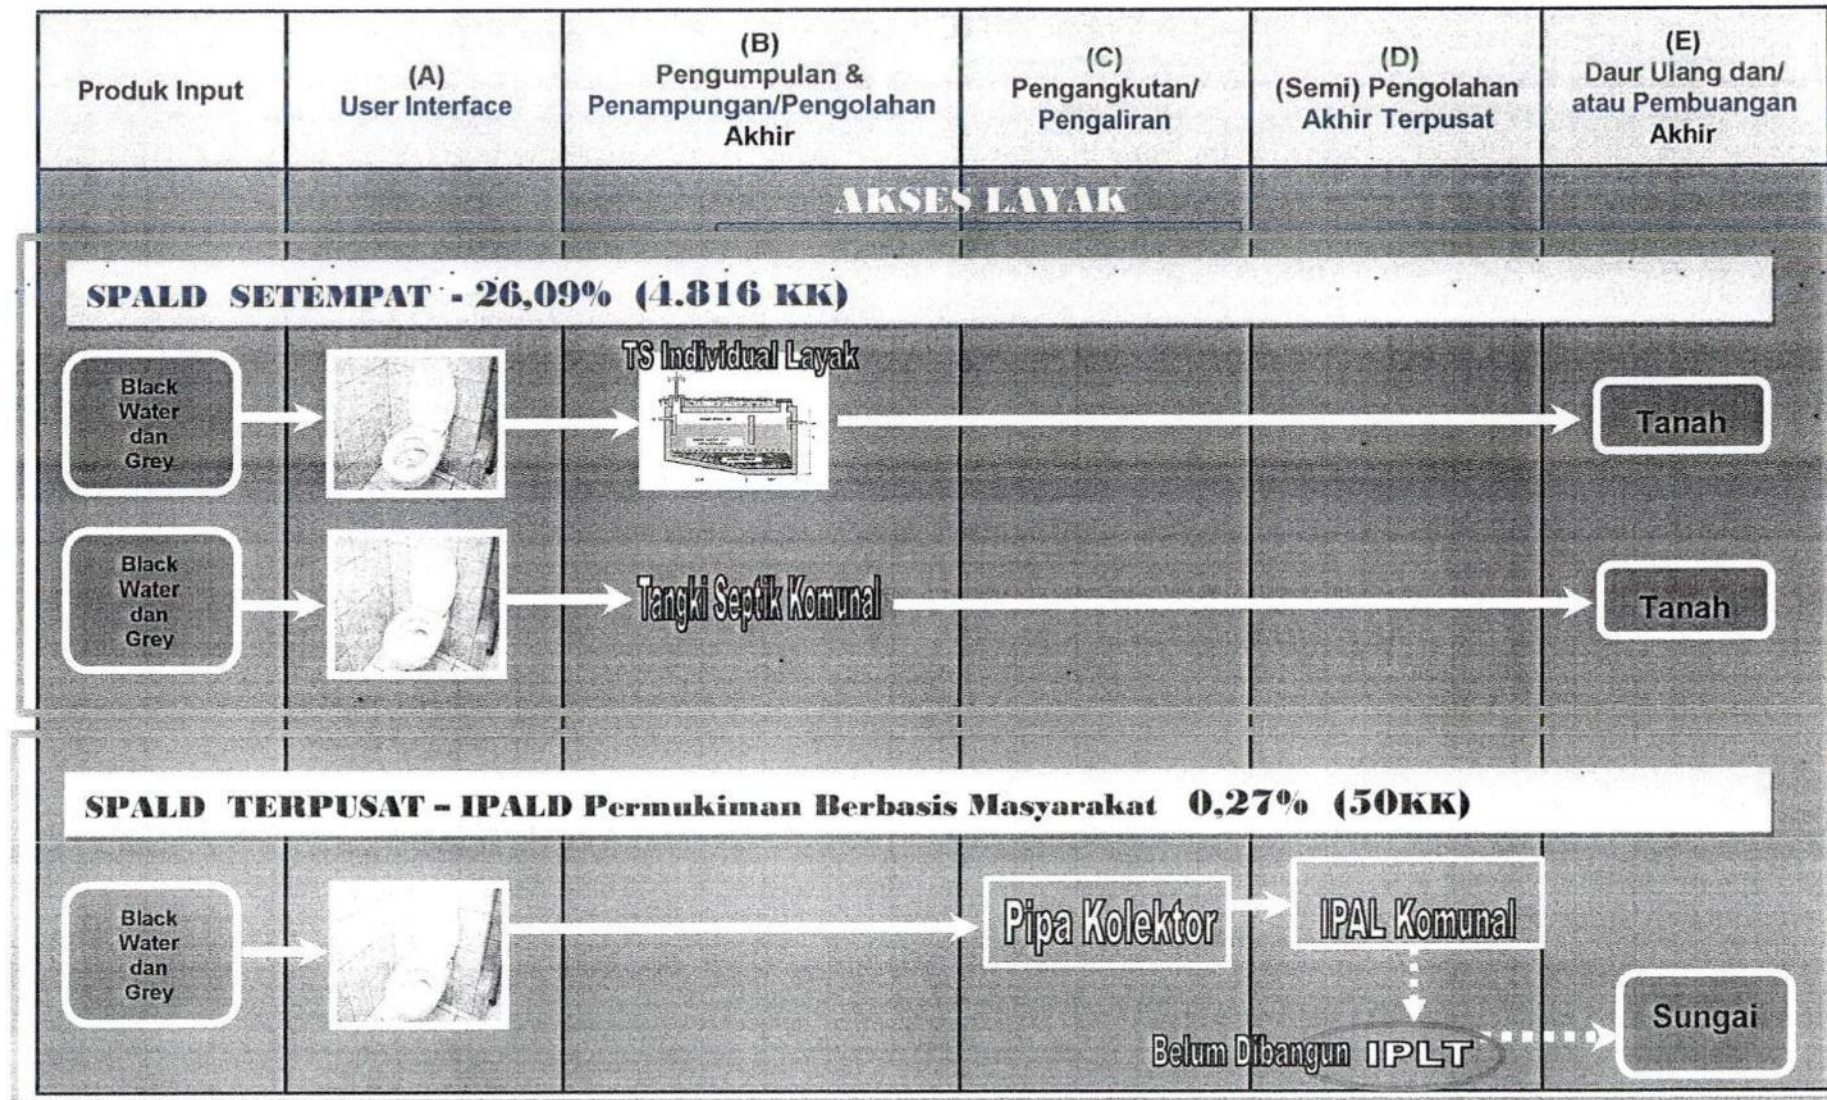 Produk Input
(A)
User Interface
(B)
Pengumpulan &
Penampungan/Pengolahan
Akhir
(C)
Pengangkutan/
Pengaliran
(D)
(Semi) Pengolahan
Akhir Terpusat
(E)
Daur Ulang dan/
atau Pembuangan
Akhir
AKSES LAYAK
SPALD SETEMPAT - 26,09% (4.816 KK)
Black
Water
dan
Grey
TS Individual Layak
Tanah
Black
Water
dan
Grey
Tangki Septik Komunal
Tanah
SPALD TERPUSAT – IPALD Permukiman Berbasis Masyarakat 0,27% (50KK)
Black
Water
dan
Grey
Pipa Kolektor
IPAL Komunal
Belum Dibangun IPLT
Sungai